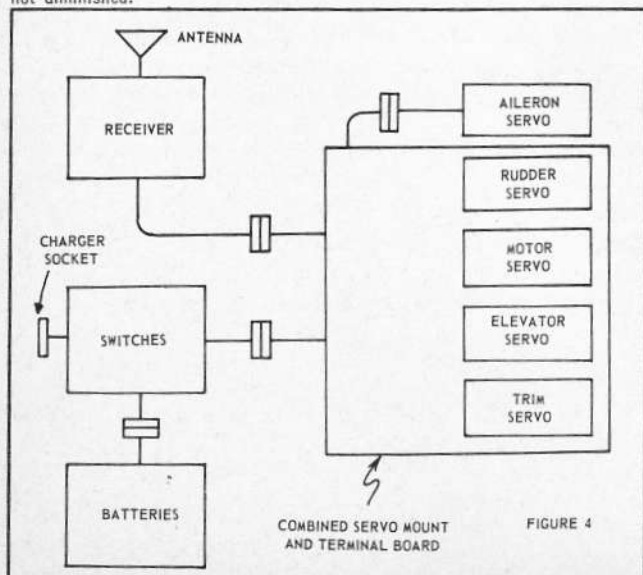 not diminished.
ANTENNA
RECEIVER
AILERON
SERVO
RUDDER
SERVO
MOTOR
SERVO
ELEVATOR
SERVO
TRIM
SERVO
CHARGER
SOCKET
SWITCHES
BATTERIES
COMBINED SERVO MOUNT
AND TERMINAL BOARD
FIGURE 4